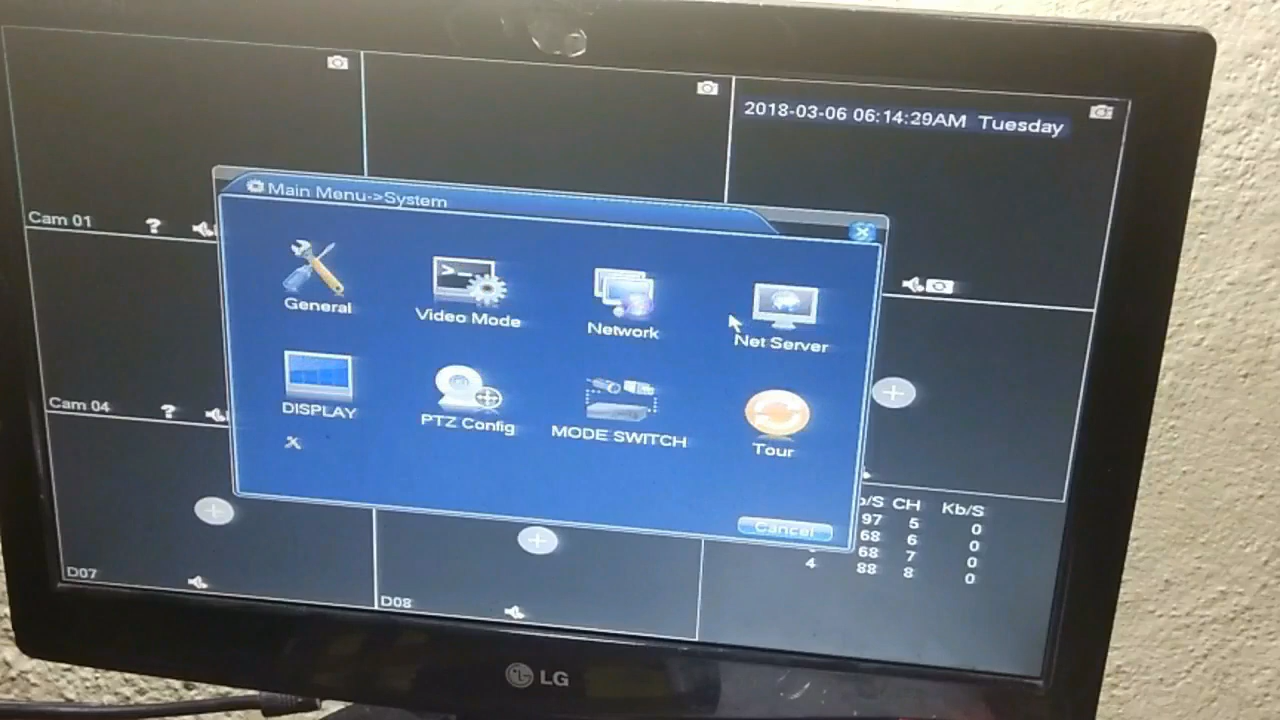 2018-03-06 06:14:29AM Tuesday
Main Menu->System
Cam 01 ?
General
Video Mode
Network
Net Server
DISPLAY
PTZ Config
MODE SWITCH
Tour
Cam 04 ?
Cancel
/S CH Kb/S
97 5 0
68 6 0
68 7 0
4 88 8 0
D07
D08
LG